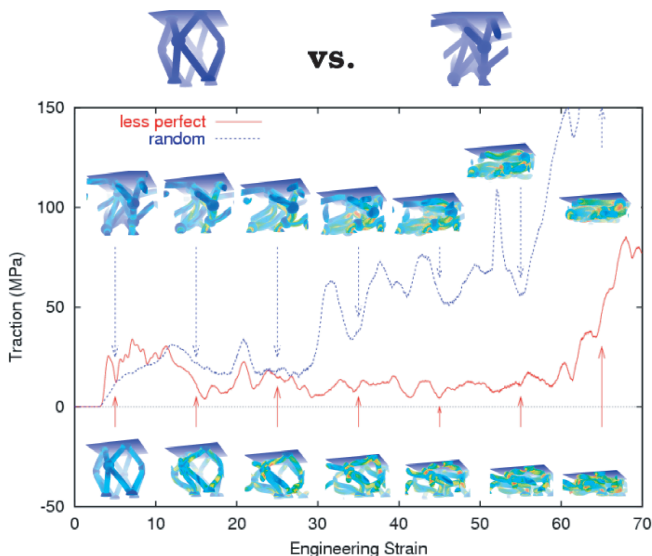 vs.
150
less perfect
random
100
50
0
-50
Traction (MPa)
0 10 20 30 40 50 60 70
Engineering Strain